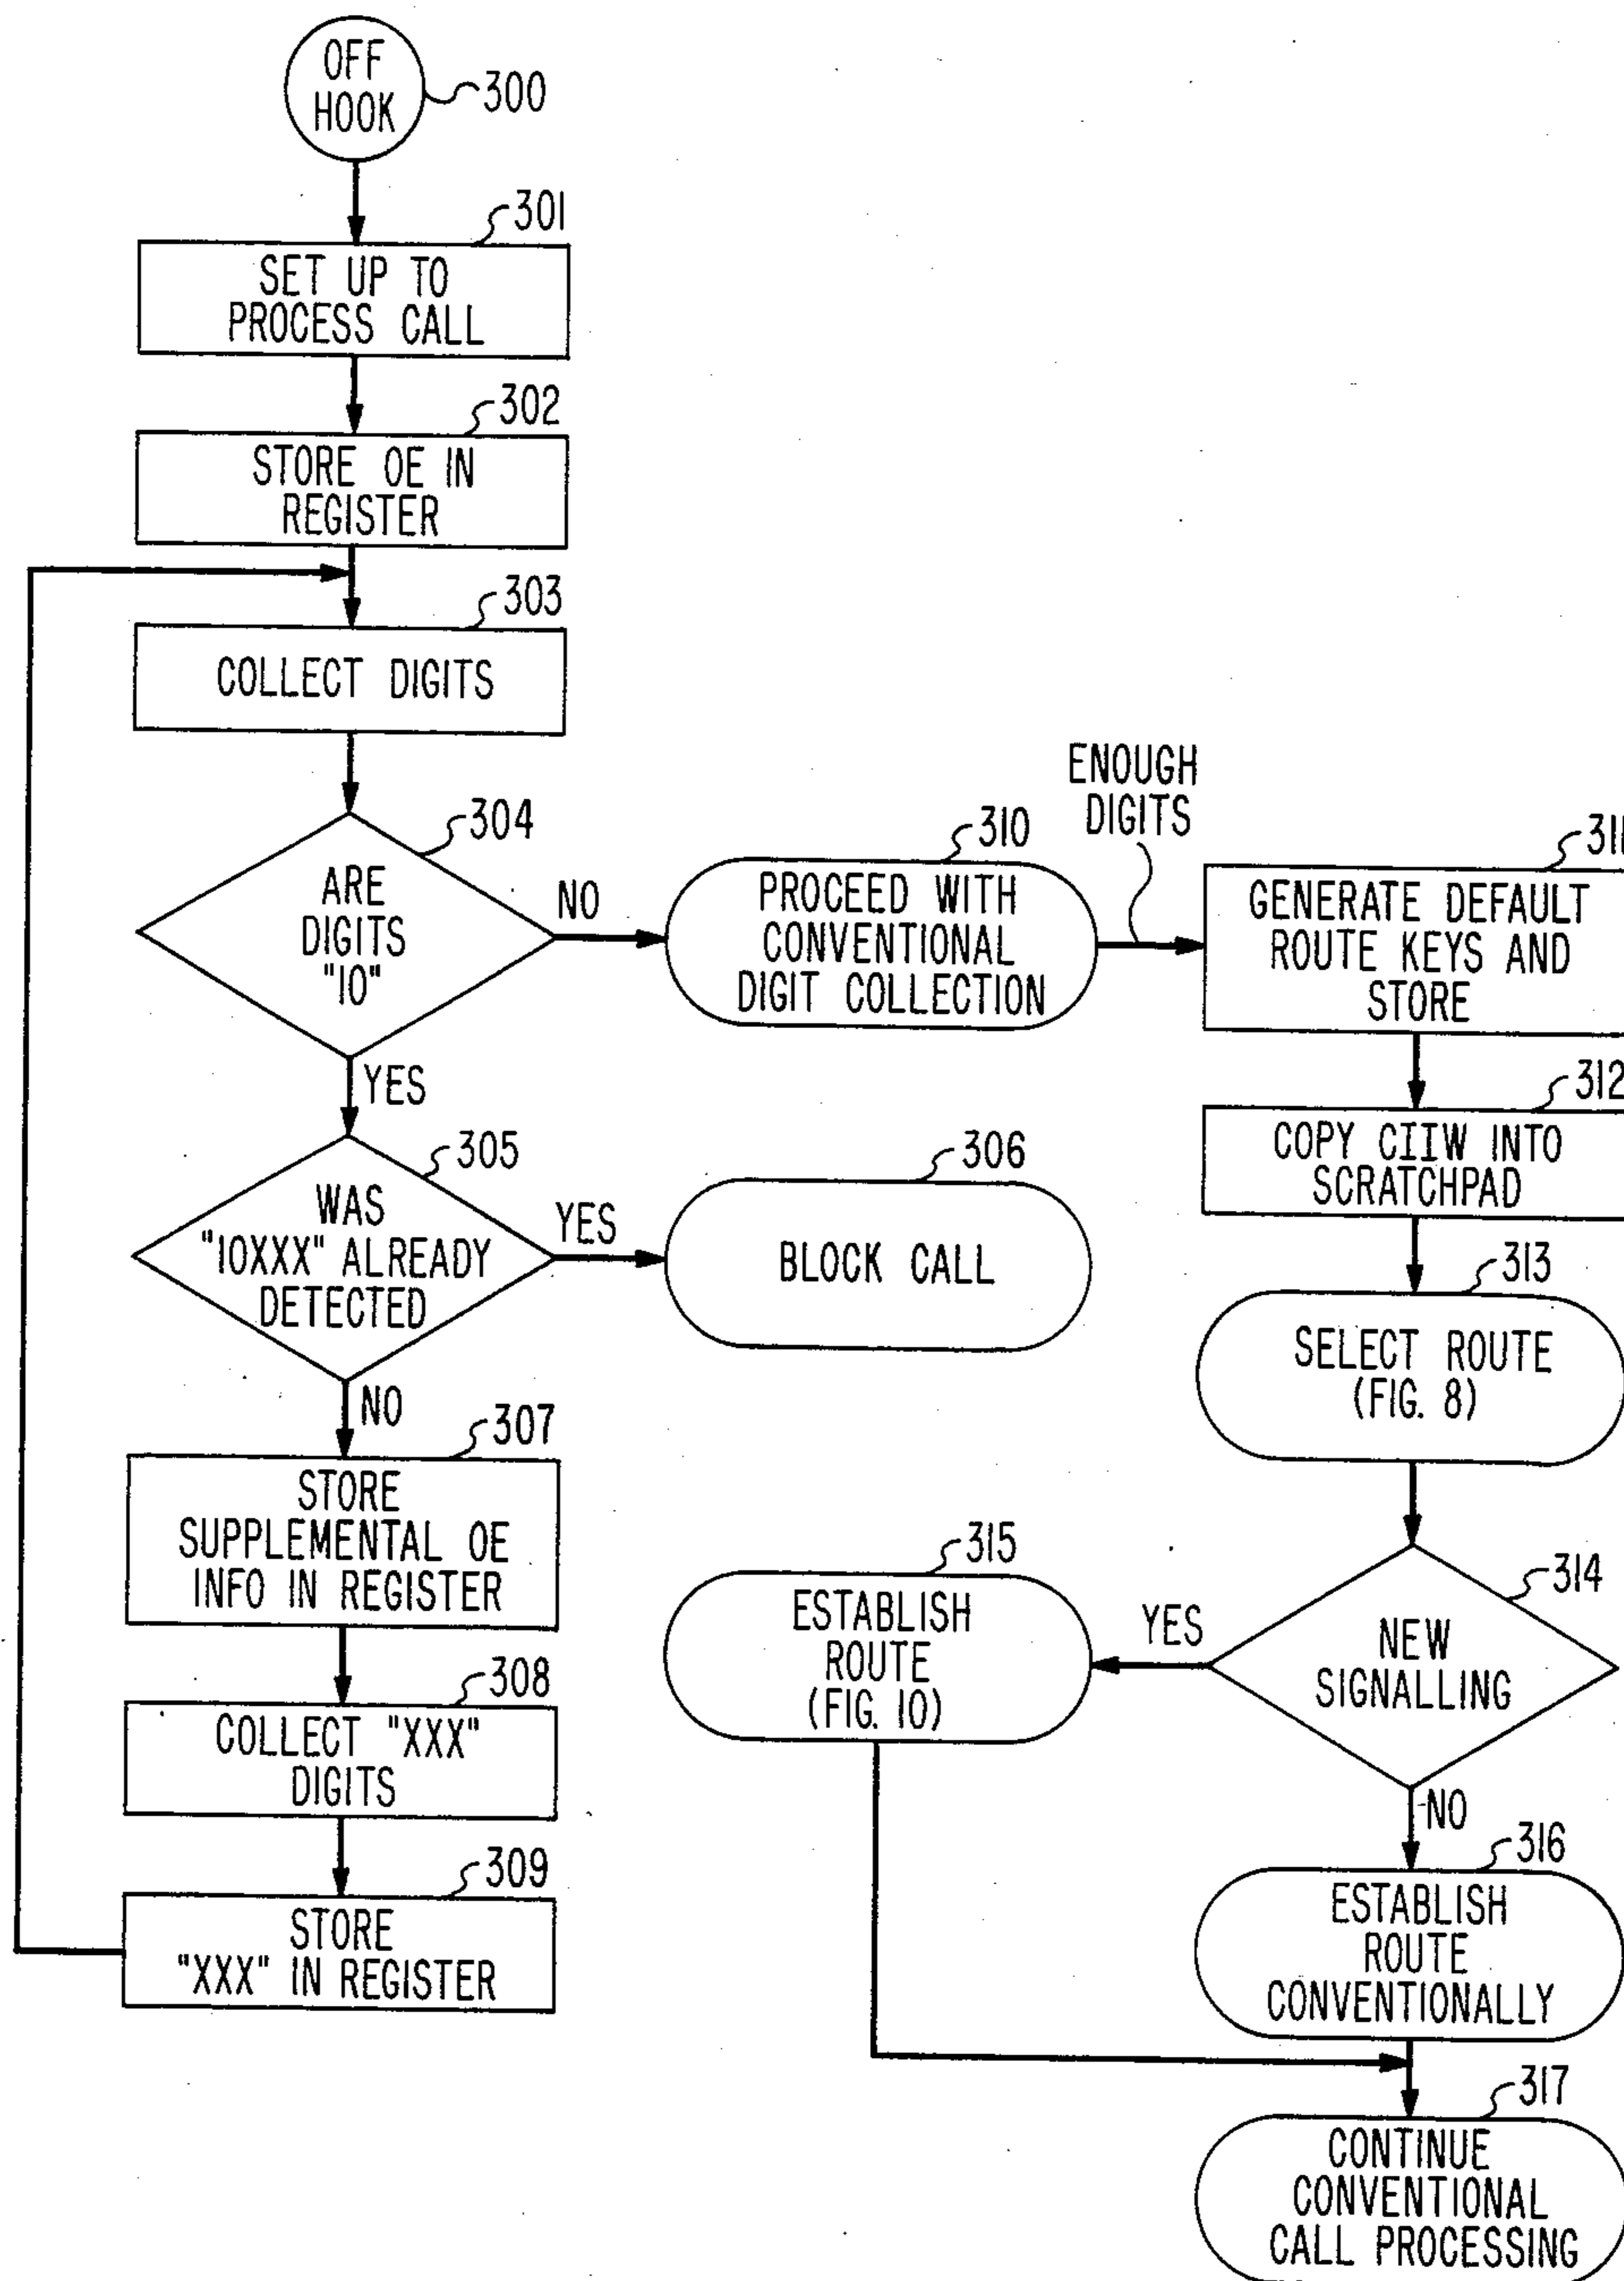 OFF
HOOK
300
301
SET UP TO
PROCESS CALL
302
STORE OE IN
REGISTER
303
COLLECT DIGITS
304
ARE
DIGITS
"10"
NO
YES
305
WAS
"10XXX" ALREADY
DETECTED
YES
NO
306
BLOCK CALL
307
STORE
SUPPLEMENTAL OE
INFO IN REGISTER
308
COLLECT "XXX"
DIGITS
309
STORE
"XXX" IN REGISTER
310
PROCEED WITH
CONVENTIONAL
DIGIT COLLECTION
ENOUGH
DIGITS
311
GENERATE DEFAULT
ROUTE KEYS AND
STORE
312
COPY CIIW INTO
SCRATCHPAD
313
SELECT ROUTE
(FIG. 8)
314
NEW
SIGNALLING
YES
NO
315
ESTABLISH
ROUTE
(FIG. 10)
316
ESTABLISH
ROUTE
CONVENTIONALLY
317
CONTINUE
CONVENTIONAL
CALL PROCESSING